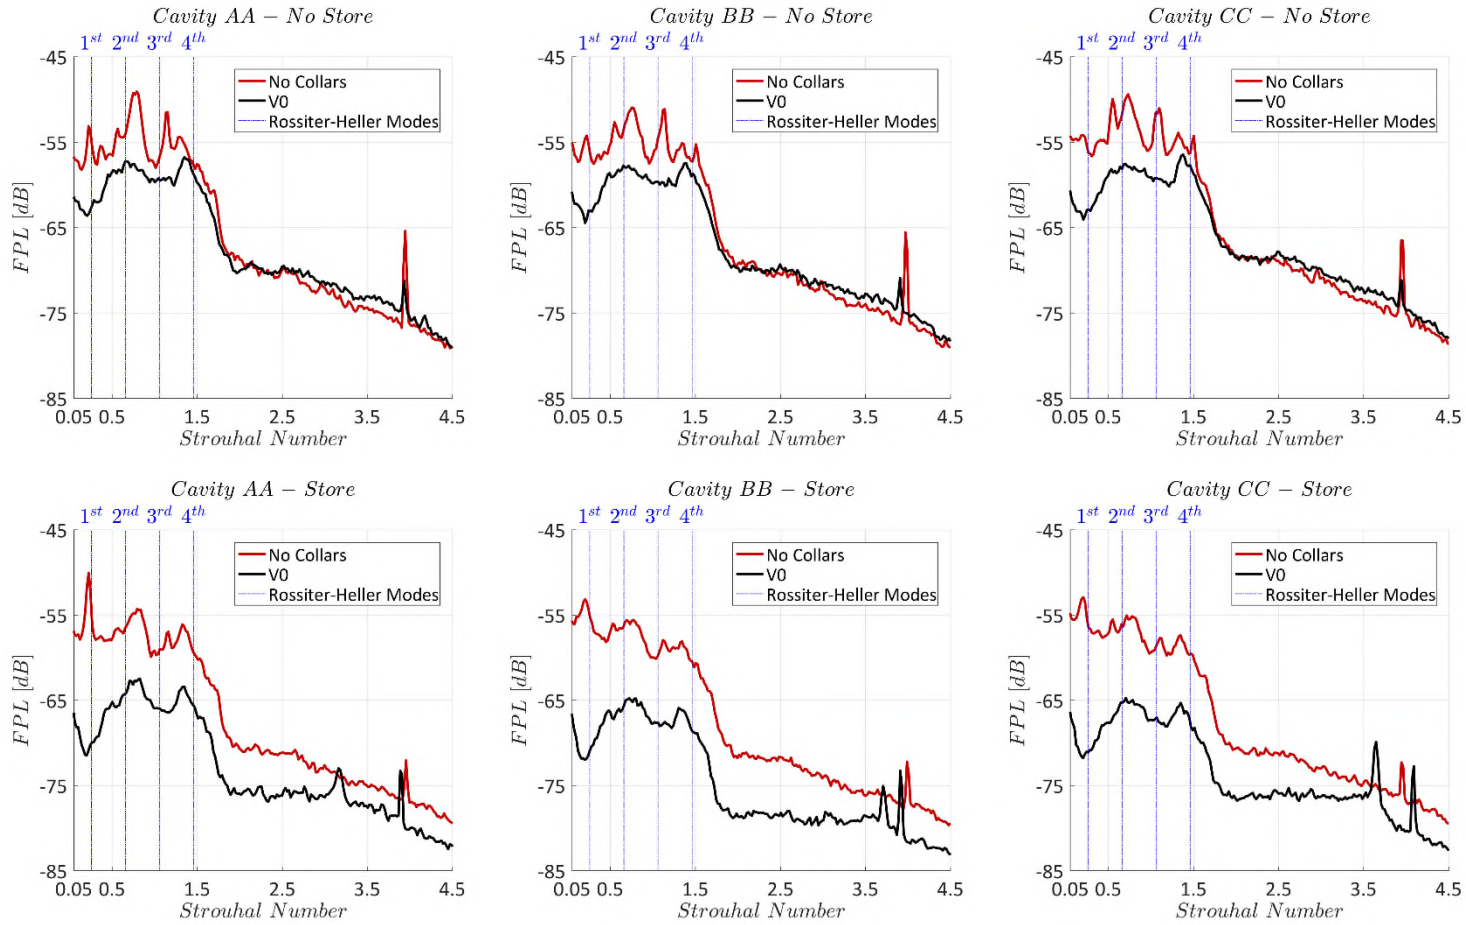 Cavity AA − No Store
1st 2nd 3rd 4th
-45
-55
-65
-75
-85
FPL [dB]
No Collars
V0
Rossiter-Heller Modes
0.05 0.5 1.5 2.5 3.5 4.5
Strouhal Number
Cavity BB − No Store
1st 2nd 3rd 4th
-45
-55
-65
-75
-85
FPL [dB]
No Collars
V0
Rossiter-Heller Modes
0.05 0.5 1.5 2.5 3.5 4.5
Strouhal Number
Cavity CC − No Store
1st 2nd 3rd 4th
-45
-55
-65
-75
-85
FPL [dB]
No Collars
V0
Rossiter-Heller Modes
0.05 0.5 1.5 2.5 3.5 4.5
Strouhal Number
Cavity AA − Store
1st 2nd 3rd 4th
-45
-55
-65
-75
-85
FPL [dB]
No Collars
V0
Rossiter-Heller Modes
0.05 0.5 1.5 2.5 3.5 4.5
Strouhal Number
Cavity BB − Store
1st 2nd 3rd 4th
-45
-55
-65
-75
-85
FPL [dB]
No Collars
V0
Rossiter-Heller Modes
0.05 0.5 1.5 2.5 3.5 4.5
Strouhal Number
Cavity CC − Store
1st 2nd 3rd 4th
-45
-55
-65
-75
-85
FPL [dB]
No Collars
V0
Rossiter-Heller Modes
0.05 0.5 1.5 2.5 3.5 4.5
Strouhal Number